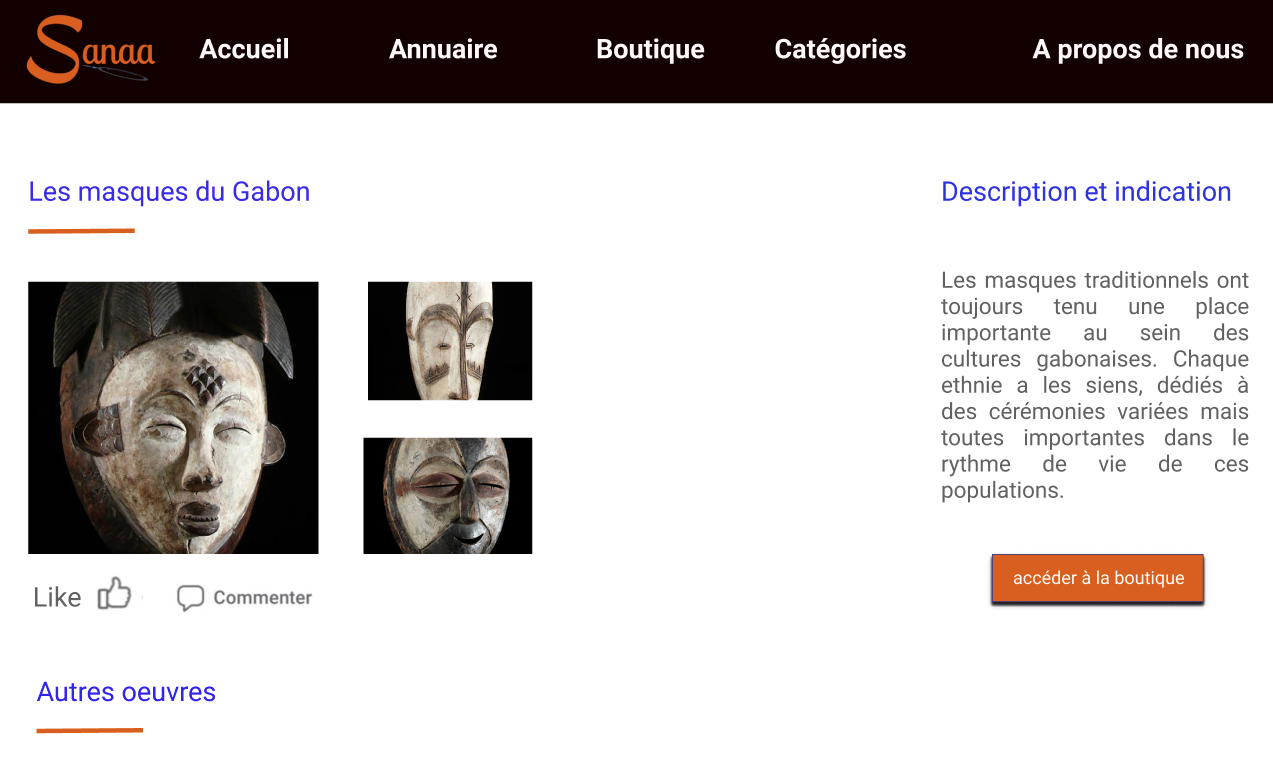 Sanaa Accueil Annuaire Boutique Catégories A propos de nous
Les masques du Gabon
Description et indication
Les masques traditionnels ont
toujours tenu une place
importante au sein des
cultures gabonaises. Chaque
ethnie a les siens, dédiés à
des cérémonies variées mais
toutes importantes dans le
rythme de vie de ces
populations.
accéder à la boutique
Like Commenter
Autres oeuvres